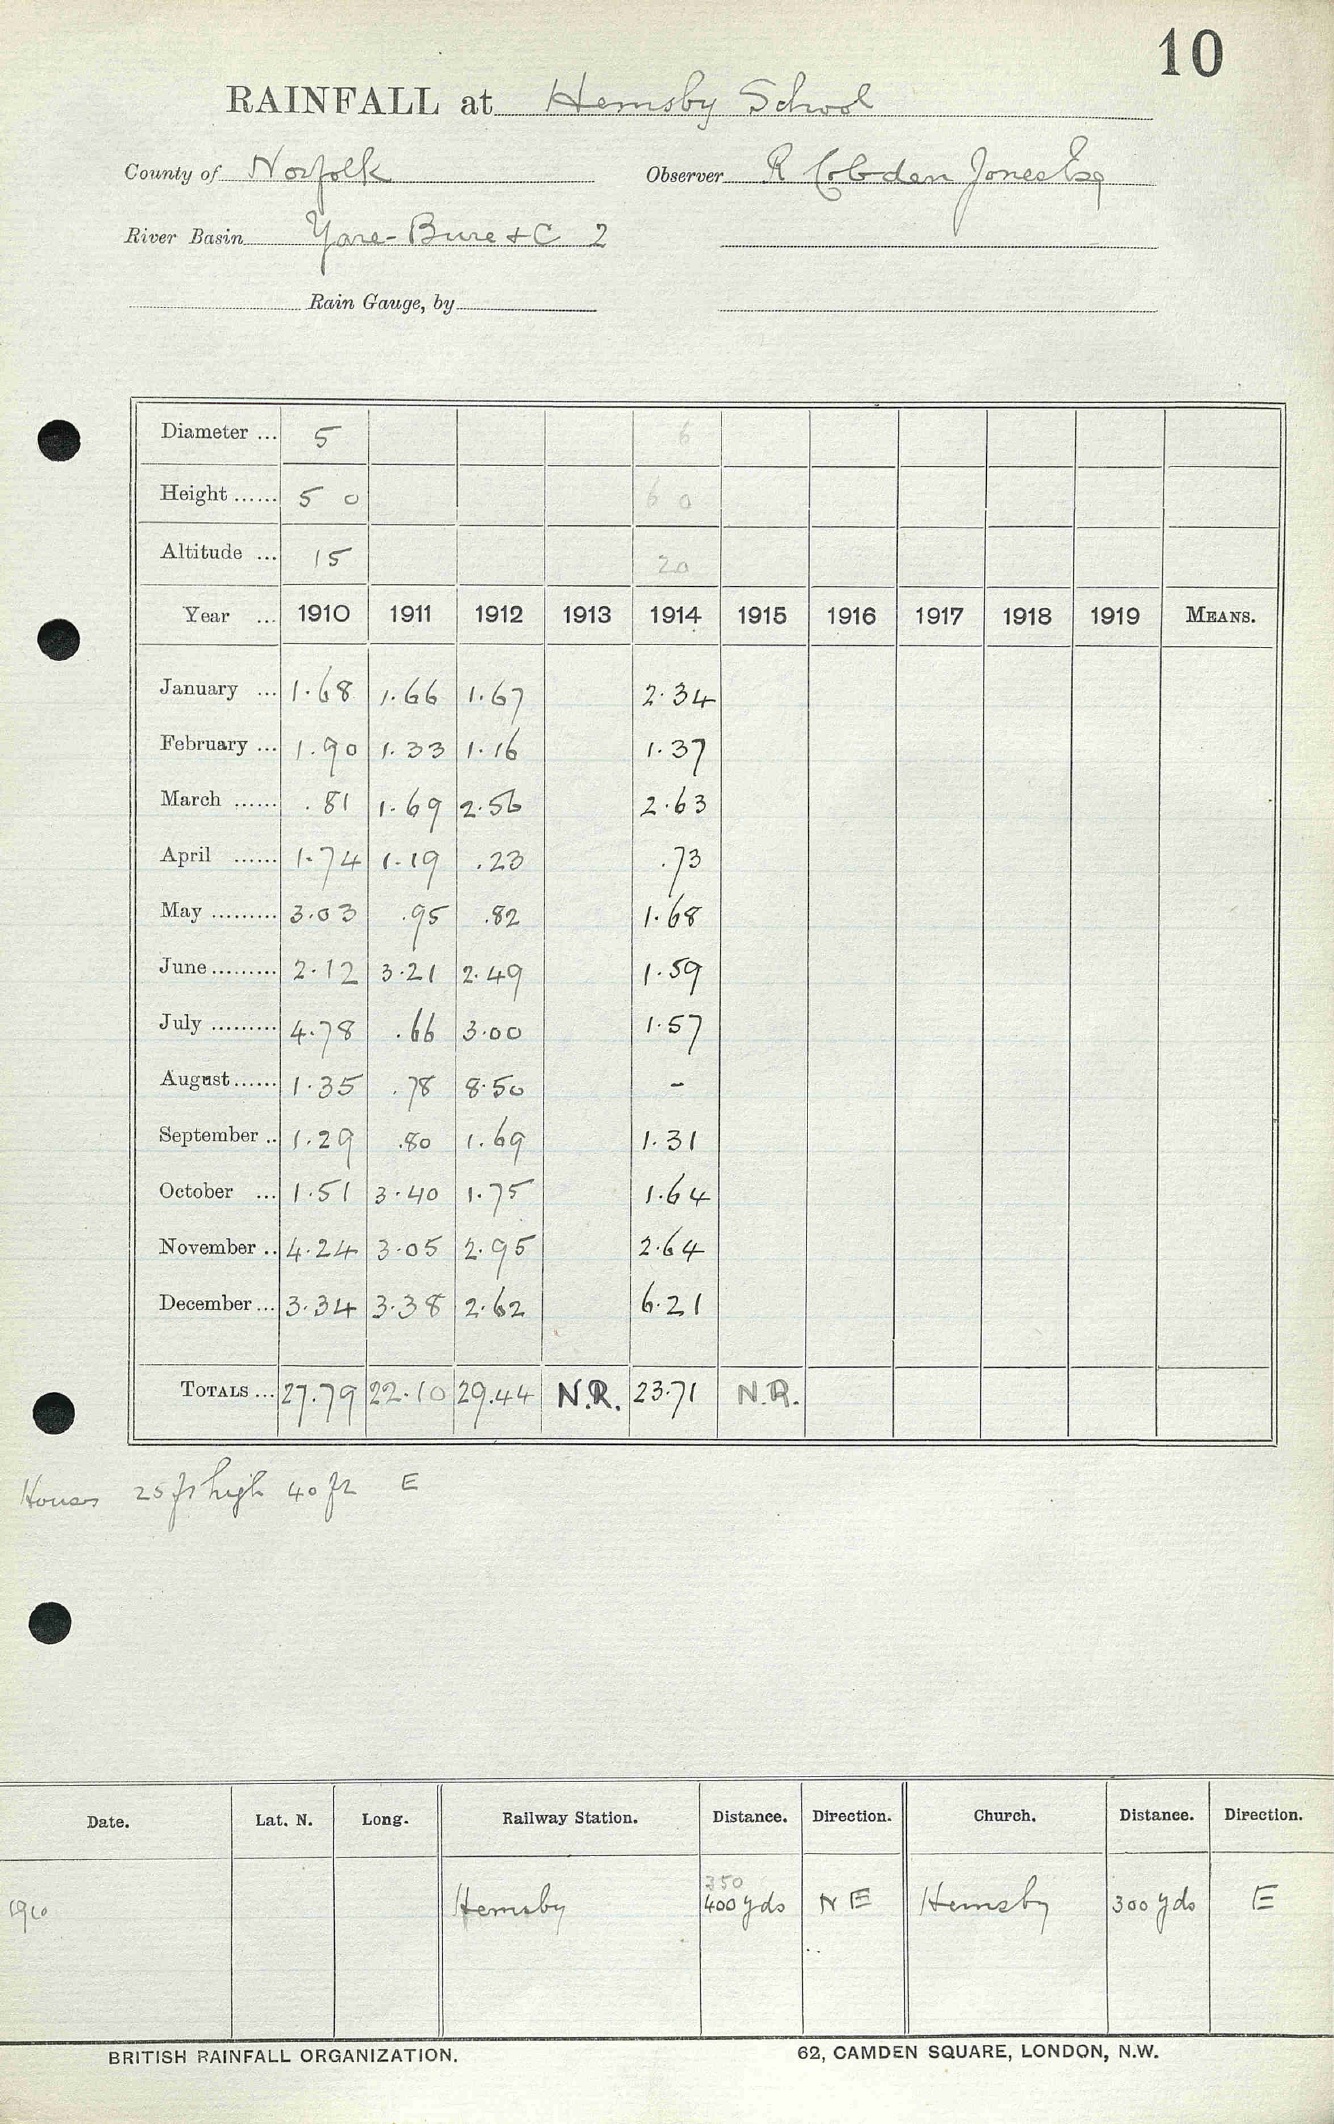 10
RAINFALL at Hemsby School
County of Norfolk Observer R Cobden Jones Esq
River Basin Yare-Bure + C 2
Rain Gauge, by
Diameter ... 5 6
Height ...... 5 0 6 0
Altitude ... 15 20
Year ... 1910 1911 1912 1913 1914 1915 1916 1917 1918 1919 MEANS.
January ... 1.68 1.66 1.67 2.34
February ... 1.90 1.33 1.16 1.37
March ...... .81 1.69 2.56 2.63
April ...... 1.74 1.19 .23 .73
May ......... 3.03 .95 .82 1.68
June ......... 2.12 3.21 2.49 1.59
July ......... 4.78 .66 3.00 1.57
August ...... 1.35 .78 8.50 -
September .. 1.29 .80 1.69 1.31
October ... 1.51 3.40 1.75 1.64
November .. 4.24 3.05 2.95 2.64
December ... 3.34 3.38 2.62 6.21
TOTALS ... 27.79 22.10 29.44 N.R. 23.71 N.R.
Houses 25 ft high 40 ft E
Date. Lat. N. Long. Railway Station. Distance. Direction. Church. Distance. Direction.
350
1910 Hemsby 400 yds N E Hemsby 300 yds E
BRITISH RAINFALL ORGANIZATION. 62, CAMDEN SQUARE, LONDON, N.W.